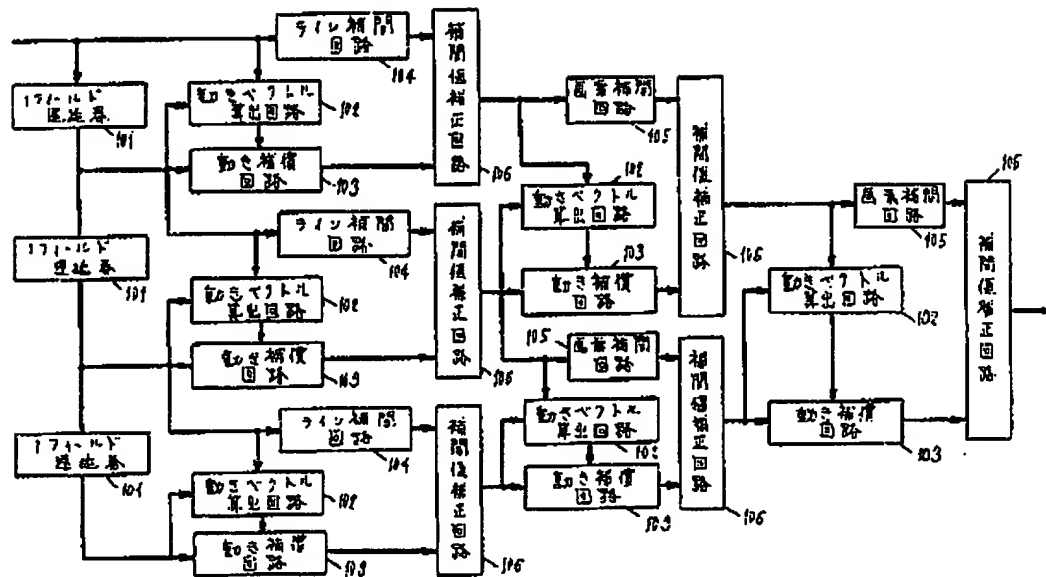 ライン補間
回路
104
1フィールド
遅延器
101
動きベクトル
算出回路
102
動き補償
回路
103
補間値補正回路
106
ライン補間
回路
104
1フィールド
遅延器
101
動きベクトル
算出回路
102
動き補償
回路
103
補間値補正回路
106
1フィールド
遅延器
101
ライン補間
回路
104
動きベクトル
算出回路
102
動き補償
回路
103
補間値補正回路
106
画素補間
回路
105
動きベクトル
算出回路
102
動き補償
回路
103
補間値補正回路
106
画素補間
回路
105
動きベクトル
算出回路
102
動き補償
回路
103
補間値補正回路
106
画素補間
回路
105
動きベクトル
算出回路
102
動き補償
回路
103
補間値補正回路
106